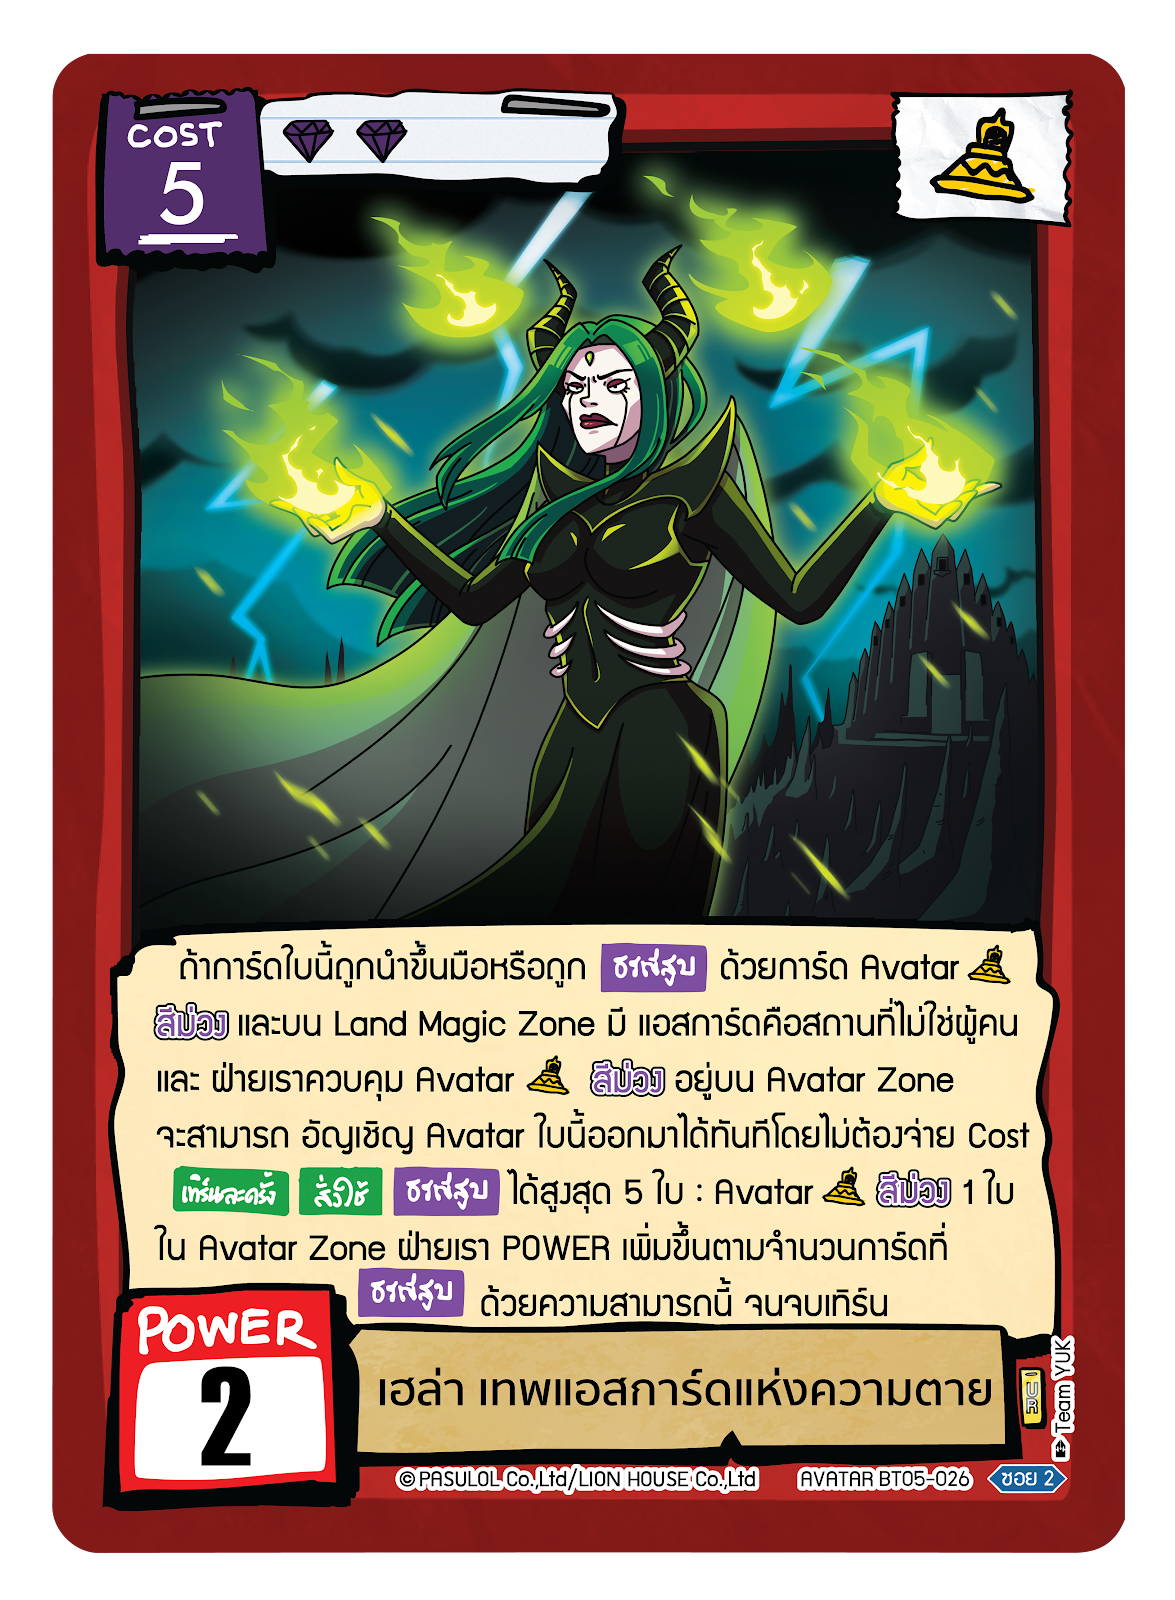 COST
5
ถ้าการ์ดใบนี้ถูกนำขึ้นมือหรือถูก ธรณีสูบ ด้วยการ์ด Avatar
สีม่วง และบน Land Magic Zone มี แอสการ์ดคือสถานที่ไม่ใช่ผู้คน
และ ฝ่ายเราควบคุม Avatar สีม่วง อยู่บน Avatar Zone
จะสามารถ อัญเชิญ Avatar ใบนี้ออกมาได้ทันทีโดยไม่ต้องจ่าย Cost
เทิร์นละครั้ง สั่งใช้ ธรณีสูบ ได้สูงสุด 5 ใบ : Avatar สีม่วง 1 ใบ
ใน Avatar Zone ฝ่ายเรา POWER เพิ่มขึ้นตามจำนวนการ์ดที่
ธรณีสูบ ด้วยความสามารถนี้ จนจบเทิร์น
POWER
2
เฮล่า เทพแอสการ์ดแห่งความตาย
UR
Team YUK
© PASULOL Co.,Ltd/LION HOUSE Co.,Ltd
AVATAR BT05-026
ซอย 2